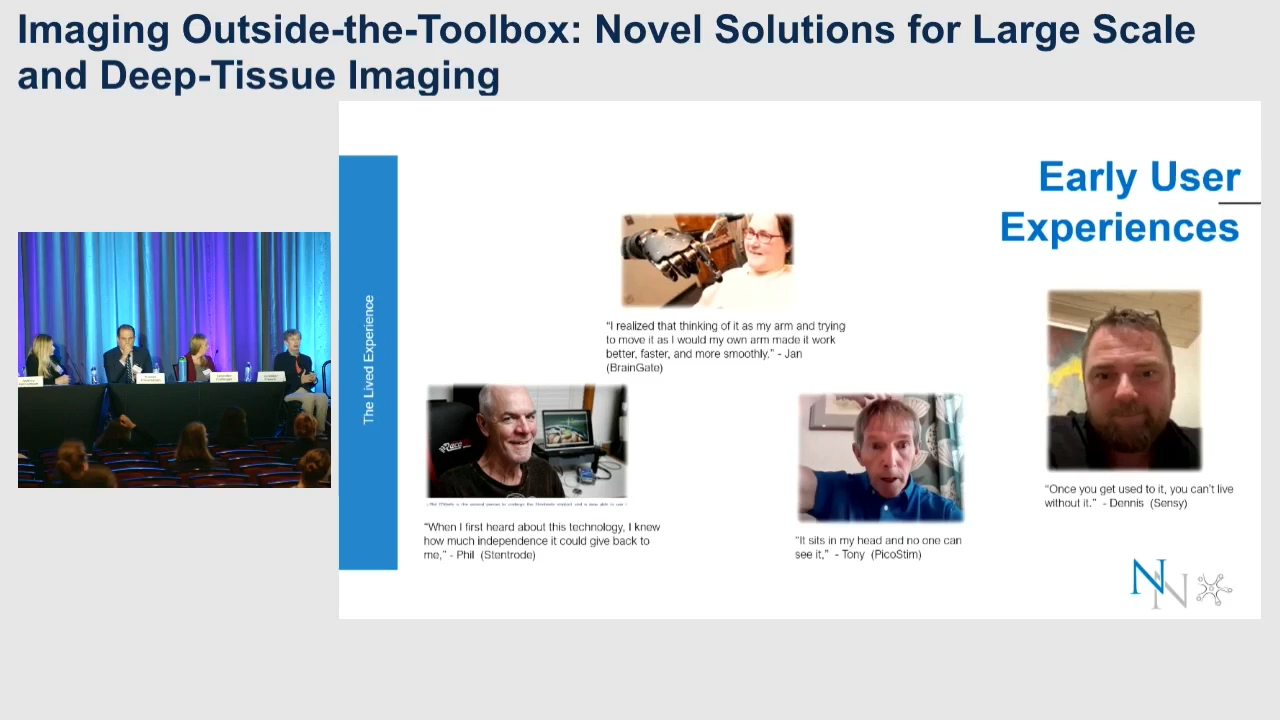 Imaging Outside-the-Toolbox: Novel Solutions for Large Scale
and Deep-Tissue Imaging
The Lived Experience
Early User
Experiences
“I realized that thinking of it as my arm and trying
to move it as I would my own arm made it work
better, faster, and more smoothly.” - Jan
(BrainGate)
“When I first heard about this technology, I knew
how much independence it could give back to
me,” - Phil (Stentrode)
“It sits in my head and no one can
see it,” - Tony (PicoStim)
“Once you get used to it, you can't live
without it.” - Dennis (Sensy)
NN